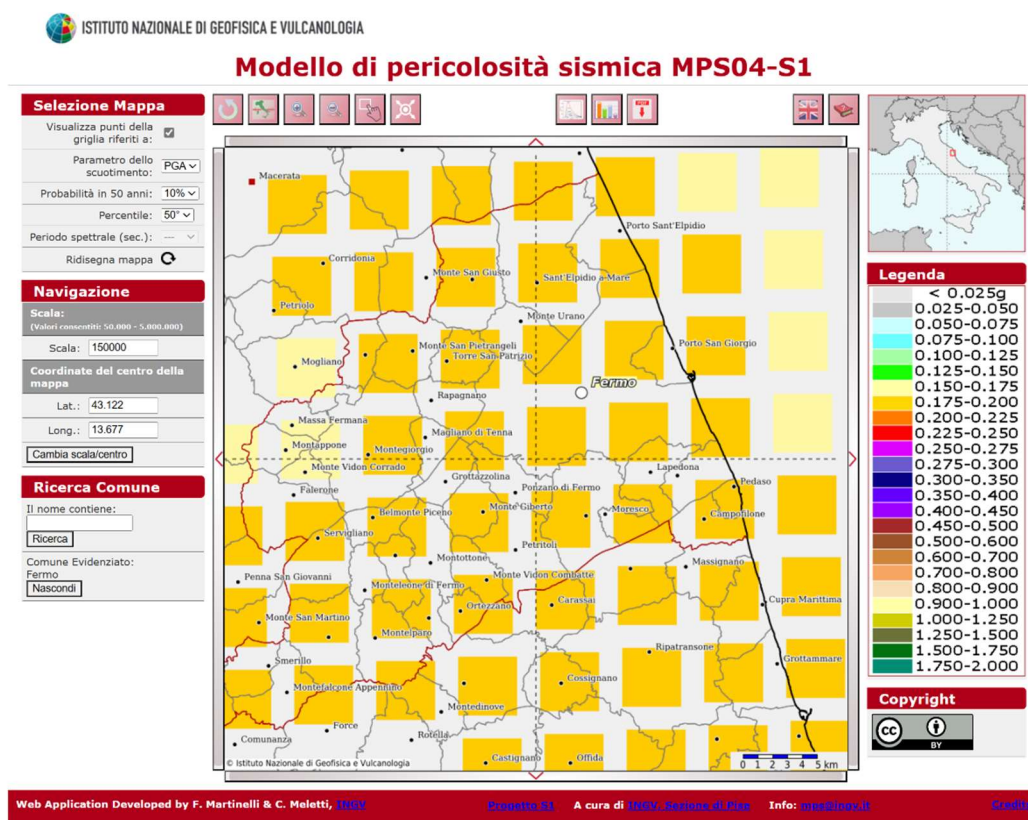 ISTITUTO NAZIONALE DI GEOFISICA E VULCANOLOGIA
Modello di pericolosità sismica MPS04-S1
Selezione Mappa
Visualizza punti della
griglia riferiti a:
Parametro dello
scuotimento: PGA
Probabilità in 50 anni: 10%
Percentile: 50°
Periodo spettrale (sec.): ---
Ridisegna mappa
Navigazione
Scala:
(Valori consentiti: 50.000 - 5.000.000)
Scala: 150000
Coordinate del centro della
mappa
Lat.: 43.122
Long.: 13.677
Cambia scala/centro
Ricerca Comune
Il nome contiene:
Ricerca
Comune Evidenziato:
Fermo
Nascondi
PDF
Macerata
Porto Sant'Elpidio
Corridonia
Monte San Giusto
Sant'Elpidio a Mare
Petriolo
Monte Urano
Monte San Pietrangeli
Torre San Patrizio
Porto San Giorgio
Mogliano
Fermo
Rapagnano
Massa Fermana
Magliano di Tenna
Montappone
Montegiorgio
Monte Vidon Corrado
Lapedona
Grottazzolina
Pedaso
Falerone
Ponzano di Fermo
Belmonte Piceno
Monte Giberto
Moresco
Campofilone
Servigliano
Petritoli
Montottone
Massignano
Penna San Giovanni
Monteleone di Fermo
Monte Vidon Combatte
Ortezzano
Carassai
Cupra Marittima
Monte San Martino
Montelparo
Ripatransone
Smerillo
Grottammare
Montefalcone Appennino
Cossignano
Montedinove
Force
Comunanza
Rotella
Castignano
Offida
© Istituto Nazionale di Geofisica e Vulcanologia
0 1 2 3 4 5 km
Legenda
< 0.025g
0.025-0.050
0.050-0.075
0.075-0.100
0.100-0.125
0.125-0.150
0.150-0.175
0.175-0.200
0.200-0.225
0.225-0.250
0.250-0.275
0.275-0.300
0.300-0.350
0.350-0.400
0.400-0.450
0.450-0.500
0.500-0.600
0.600-0.700
0.700-0.800
0.800-0.900
0.900-1.000
1.000-1.250
1.250-1.500
1.500-1.750
1.750-2.000
Copyright
cc BY
Web Application Developed by F. Martinelli & C. Meletti, INGV Progetto S1 A cura di INGV, Sezione di Pisa Info: mps@ingv.it Credits